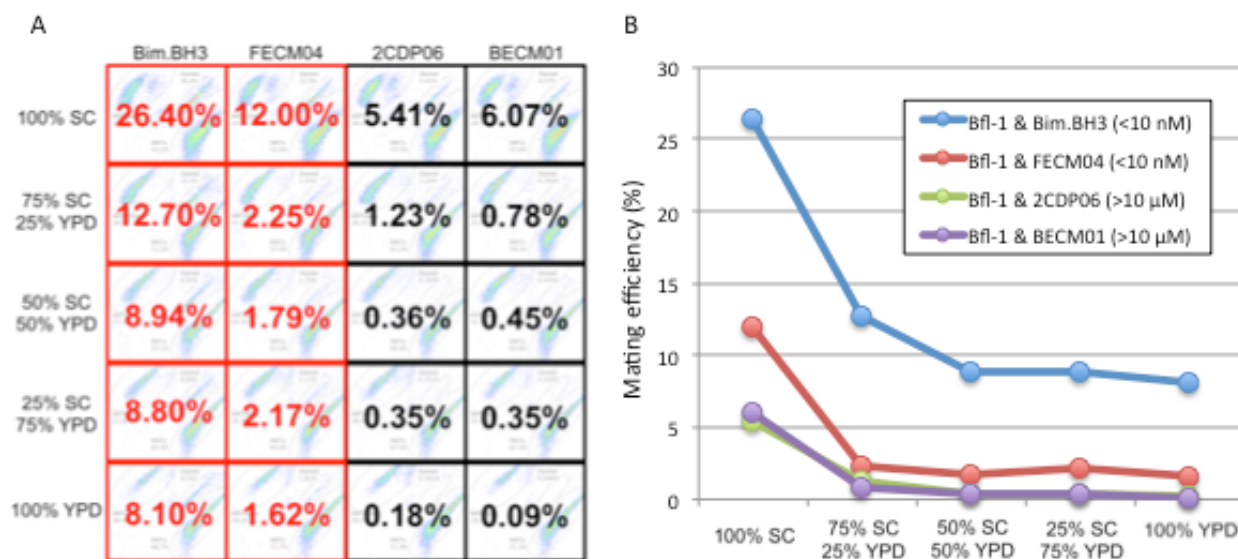 A
Bim.BH3 FECM04 2CDP06 BECM01
100% SC
26.40% 12.00% 5.41% 6.07%
75% SC
25% YPD
12.70% 2.25% 1.23% 0.78%
50% SC
50% YPD
8.94% 1.79% 0.36% 0.45%
25% SC
75% YPD
8.80% 2.17% 0.35% 0.35%
100% YPD
8.10% 1.62% 0.18% 0.09%
B
Mating efficiency (%)
30
25
20
15
10
5
0
Bfl-1 & Bim.BH3 (<10 nM)
Bfl-1 & FECM04 (<10 nM)
Bfl-1 & 2CDP06 (>10 µM)
Bfl-1 & BECM01 (>10 µM)
100% SC
75% SC
25% YPD
50% SC
50% YPD
25% SC
75% YPD
100% YPD